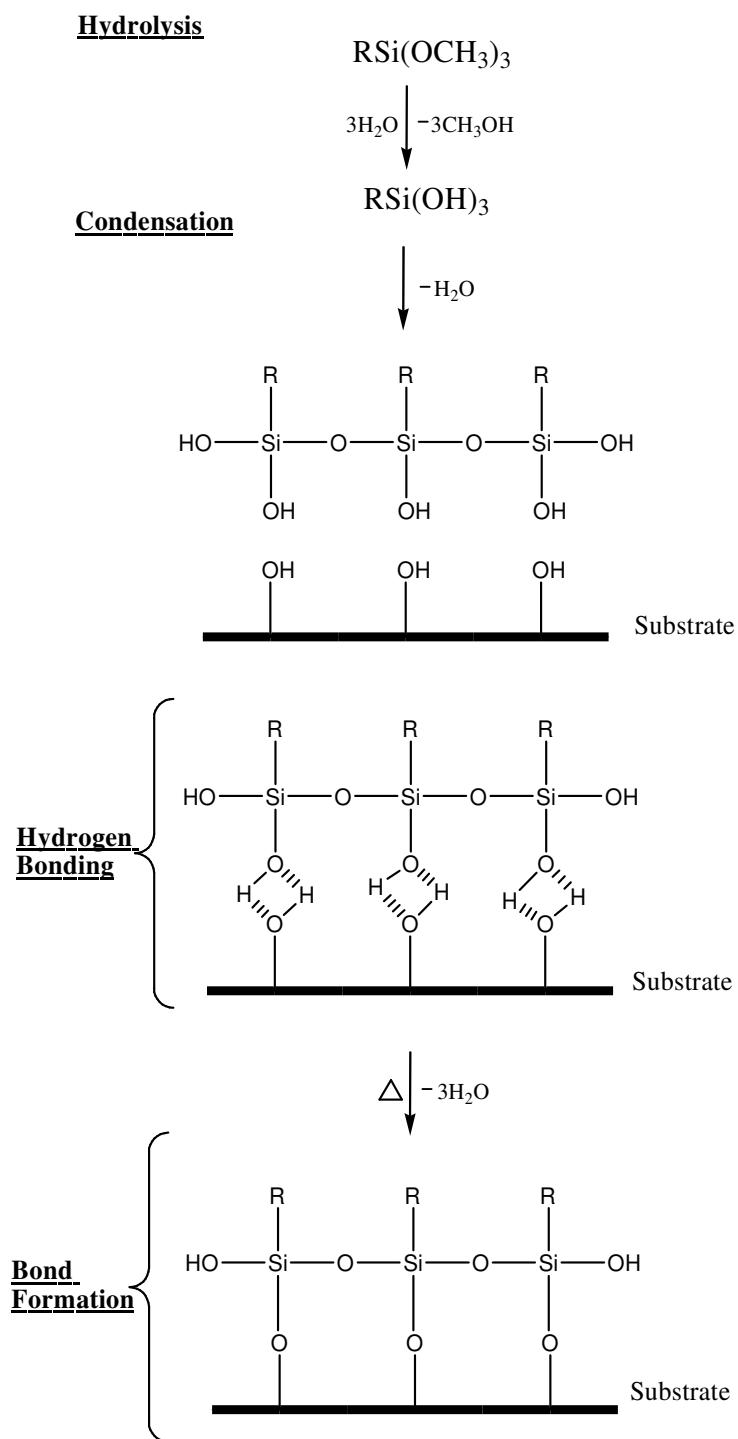 Hydrolysis
RSi(OCH₃)₃
3H₂O −3CH₃OH
RSi(OH)₃
Condensation
−H₂O
R R R
HO Si O Si O Si OH
OH OH OH
OH OH OH
Substrate
R R R
HO Si O Si O Si OH
Hydrogen
Bonding
O O O
H H H H H H
O O O
Substrate
△ −3H₂O
R R R
HO Si O Si O Si OH
Bond
Formation
O O O
Substrate